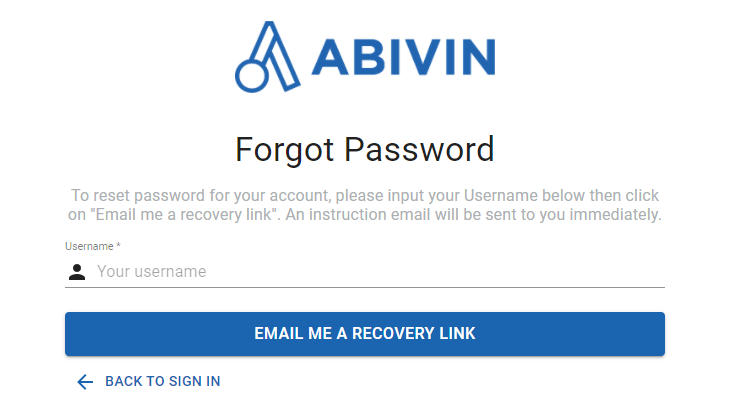 ABIVIN
Forgot Password
To reset password for your account, please input your Username below then click
on "Email me a recovery link". An instruction email will be sent to you immediately.
Username *
Your username
EMAIL ME A RECOVERY LINK
BACK TO SIGN IN